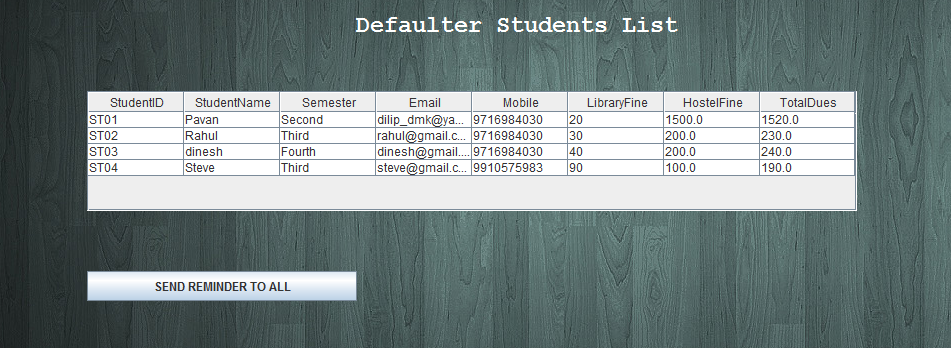 Defaulter Students List
StudentID StudentName Semester Email Mobile LibraryFine HostelFine TotalDues
ST01 Pavan Second dilip_dmk@ya... 9716984030 20 1500.0 1520.0
ST02 Rahul Third rahul@gmail.c... 9716984030 30 200.0 230.0
ST03 dinesh Fourth dinesh@gmail.... 9716984030 40 200.0 240.0
ST04 Steve Third steve@gmail.c... 9910575983 90 100.0 190.0
SEND REMINDER TO ALL